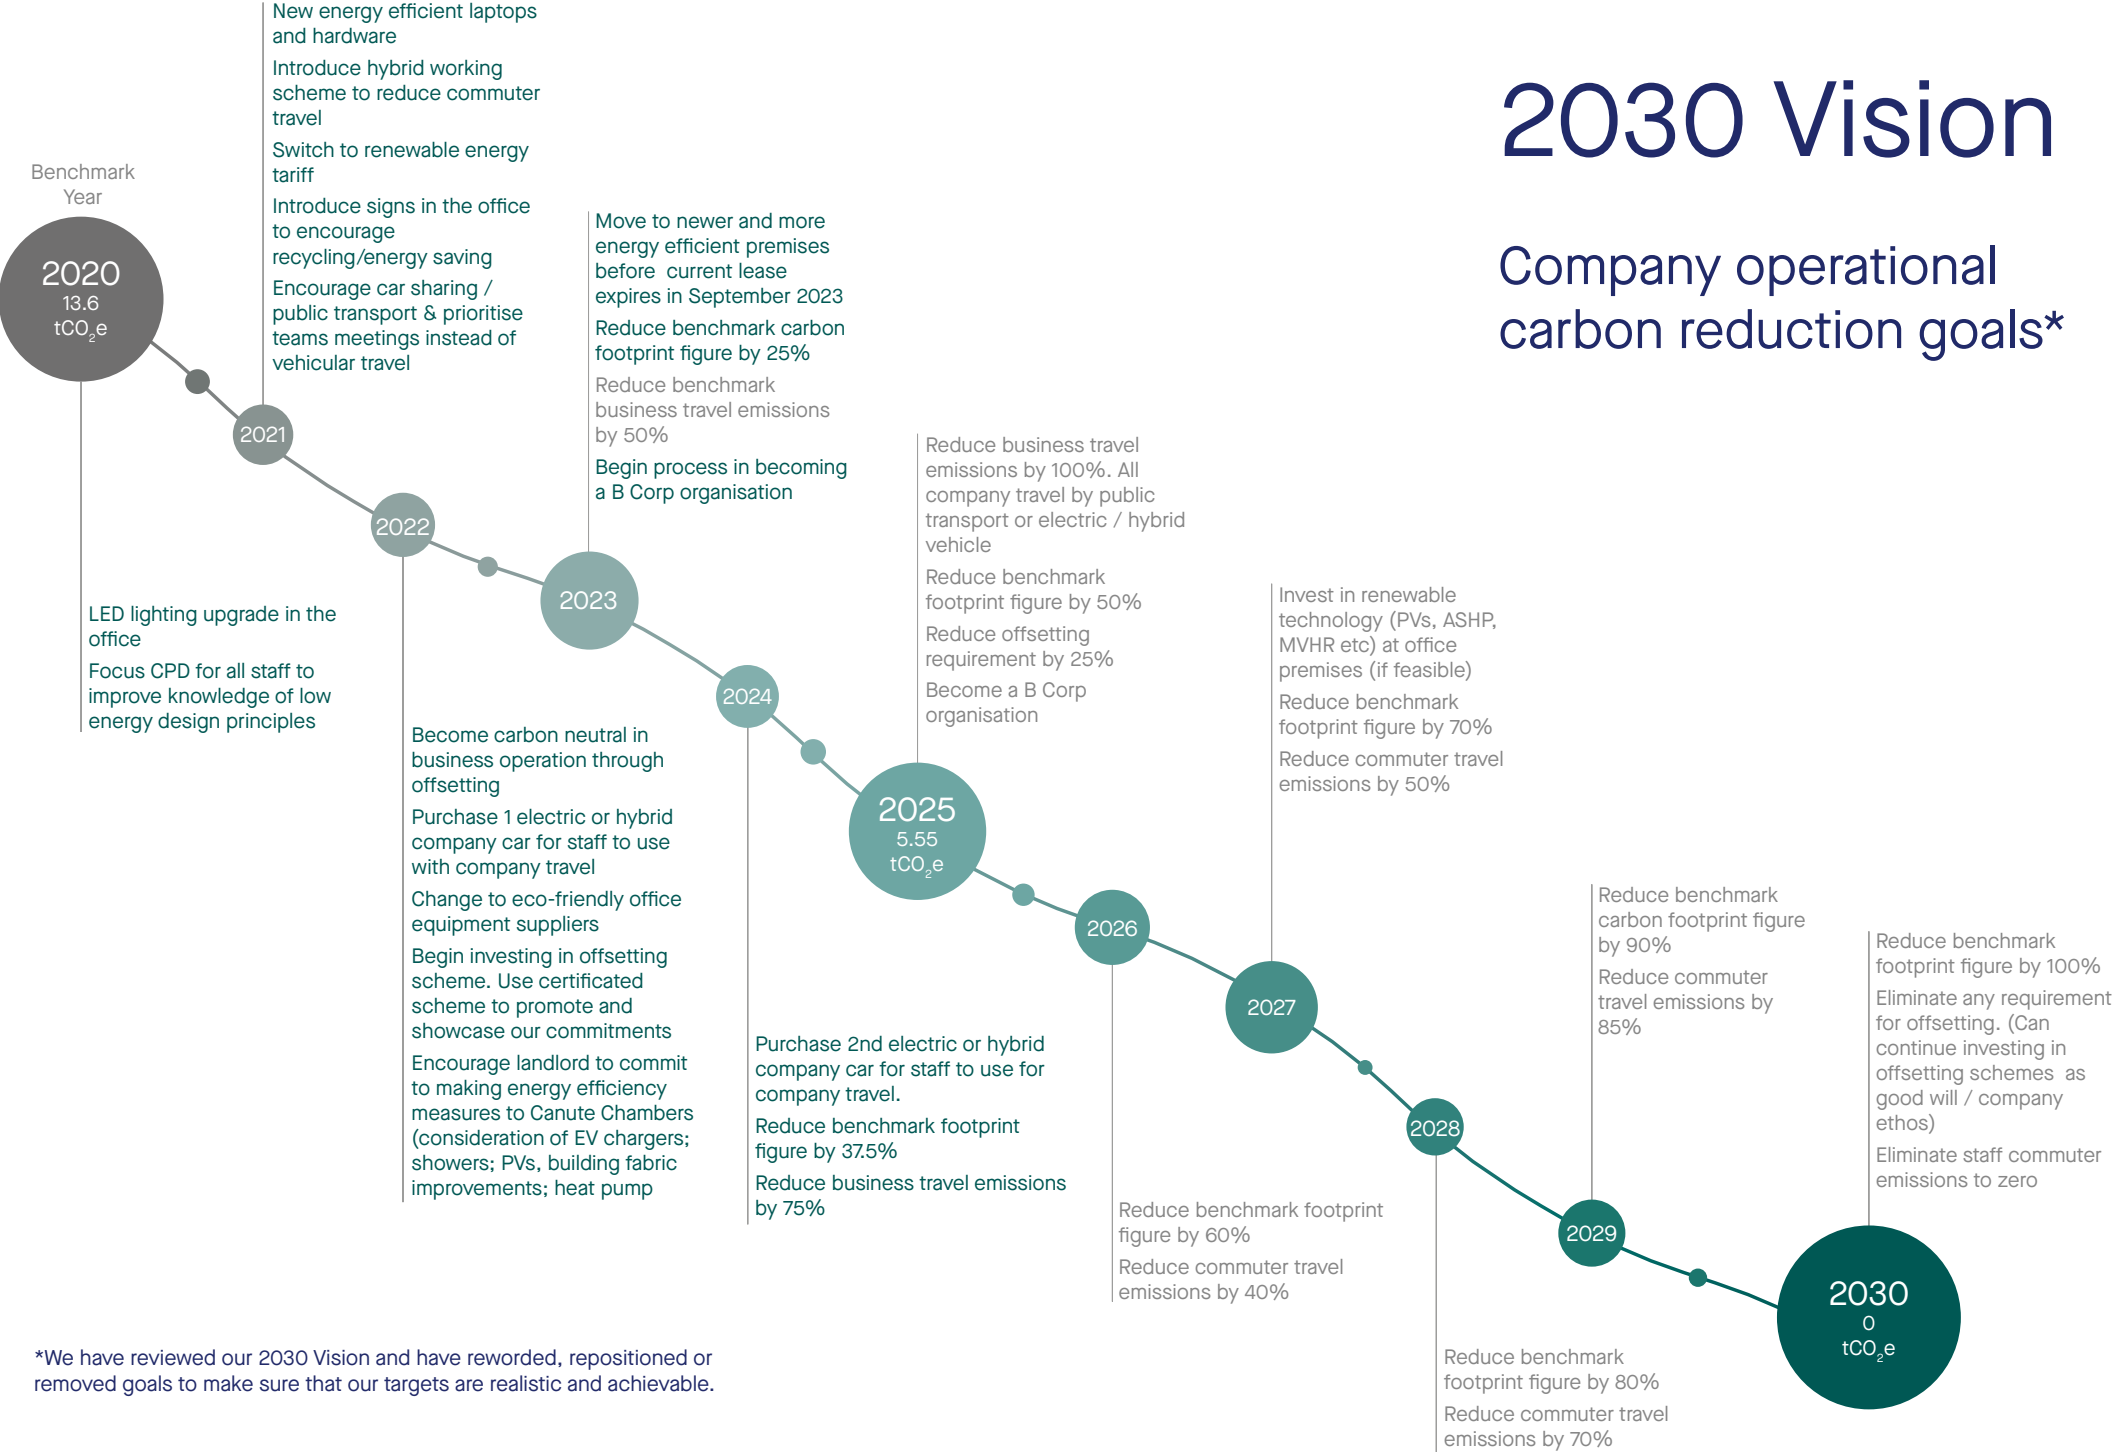 2030 Vision
Company operational
carbon reduction goals*
Benchmark
Year
2020
13.6
tCO₂e
LED lighting upgrade in the
office
Focus CPD for all staff to
improve knowledge of low
energy design principles
New energy efficient laptops
and hardware
Introduce hybrid working
scheme to reduce commuter
travel
Switch to renewable energy
tariff
Introduce signs in the office
to encourage
recycling/energy saving
Encourage car sharing /
public transport & prioritise
teams meetings instead of
vehicular travel
2021
2022
Become carbon neutral in
business operation through
offsetting
Purchase 1 electric or hybrid
company car for staff to use
with company travel
Change to eco-friendly office
equipment suppliers
Begin investing in offsetting
scheme. Use certificated
scheme to promote and
showcase our commitments
Encourage landlord to commit
to making energy efficiency
measures to Canute Chambers
(consideration of EV chargers;
showers; PVs, building fabric
improvements; heat pump
Move to newer and more
energy efficient premises
before current lease
expires in September 2023
Reduce benchmark carbon
footprint figure by 25%
Reduce benchmark
business travel emissions
by 50%
Begin process in becoming
a B Corp organisation
2023
2024
Purchase 2nd electric or hybrid
company car for staff to use for
company travel.
Reduce benchmark footprint
figure by 37.5%
Reduce business travel emissions
by 75%
Reduce business travel
emissions by 100%. All
company travel by public
transport or electric / hybrid
vehicle
Reduce benchmark
footprint figure by 50%
Reduce offsetting
requirement by 25%
Become a B Corp
organisation
2025
5.55
tCO₂e
2026
Reduce benchmark footprint
figure by 60%
Reduce commuter travel
emissions by 40%
Invest in renewable
technology (PVs, ASHP,
MVHR etc) at office
premises (if feasible)
Reduce benchmark
footprint figure by 70%
Reduce commuter travel
emissions by 50%
2027
2028
Reduce benchmark
footprint figure by 80%
Reduce commuter travel
emissions by 70%
Reduce benchmark
carbon footprint figure
by 90%
Reduce commuter
travel emissions by
85%
2029
Reduce benchmark
footprint figure by 100%
Eliminate any requirement
for offsetting. (Can
continue investing in
offsetting schemes as
good will / company
ethos)
Eliminate staff commuter
emissions to zero
2030
0
tCO₂e
*We have reviewed our 2030 Vision and have reworded, repositioned or
removed goals to make sure that our targets are realistic and achievable.